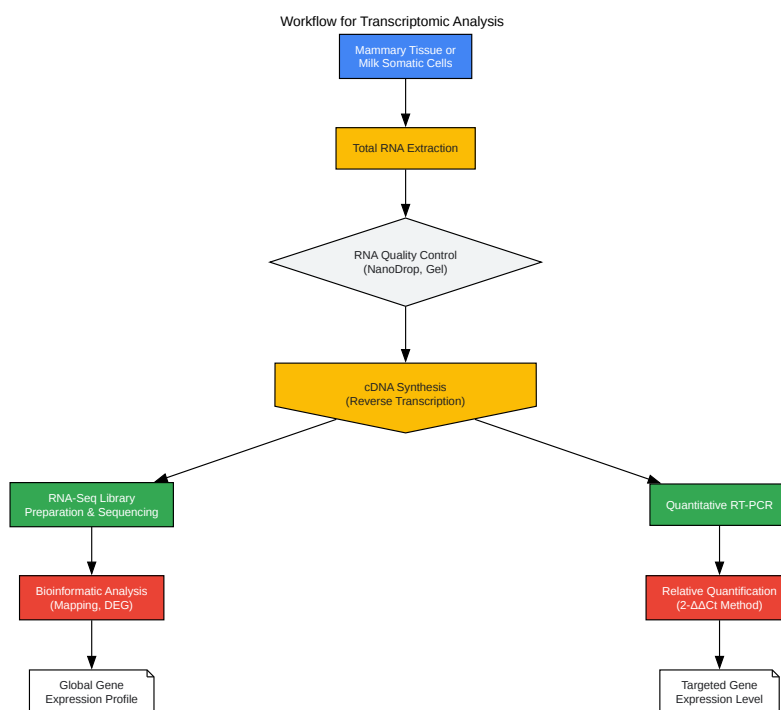 Workflow for Transcriptomic Analysis
Mammary Tissue or
Milk Somatic Cells
Total RNA Extraction
RNA Quality Control
(NanoDrop, Gel)
cDNA Synthesis
(Reverse Transcription)
RNA-Seq Library
Preparation & Sequencing
Quantitative RT-PCR
Bioinformatic Analysis
(Mapping, DEG)
Relative Quantification
(2-ΔΔCt Method)
Global Gene
Expression Profile
Targeted Gene
Expression Level